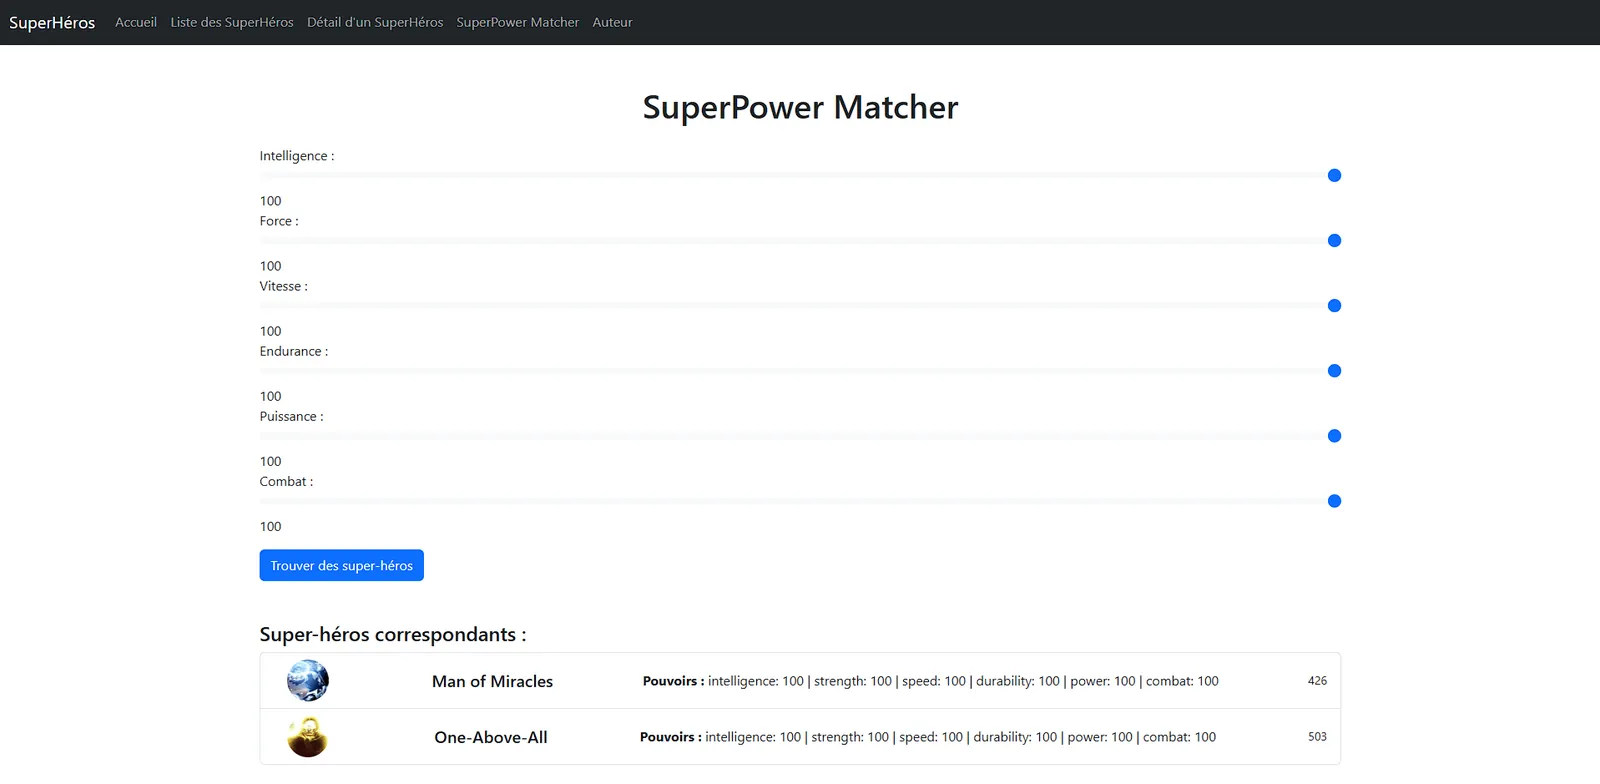 SuperHéros Accueil Liste des SuperHéros Détail d'un SuperHéros SuperPower Matcher Auteur
SuperPower Matcher
Intelligence :
100
Force :
100
Vitesse :
100
Endurance :
100
Puissance :
100
Combat :
100
Trouver des super-héros
Super-héros correspondants :
Man of Miracles Pouvoirs : intelligence: 100 | strength: 100 | speed: 100 | durability: 100 | power: 100 | combat: 100 426
One-Above-All Pouvoirs : intelligence: 100 | strength: 100 | speed: 100 | durability: 100 | power: 100 | combat: 100 503